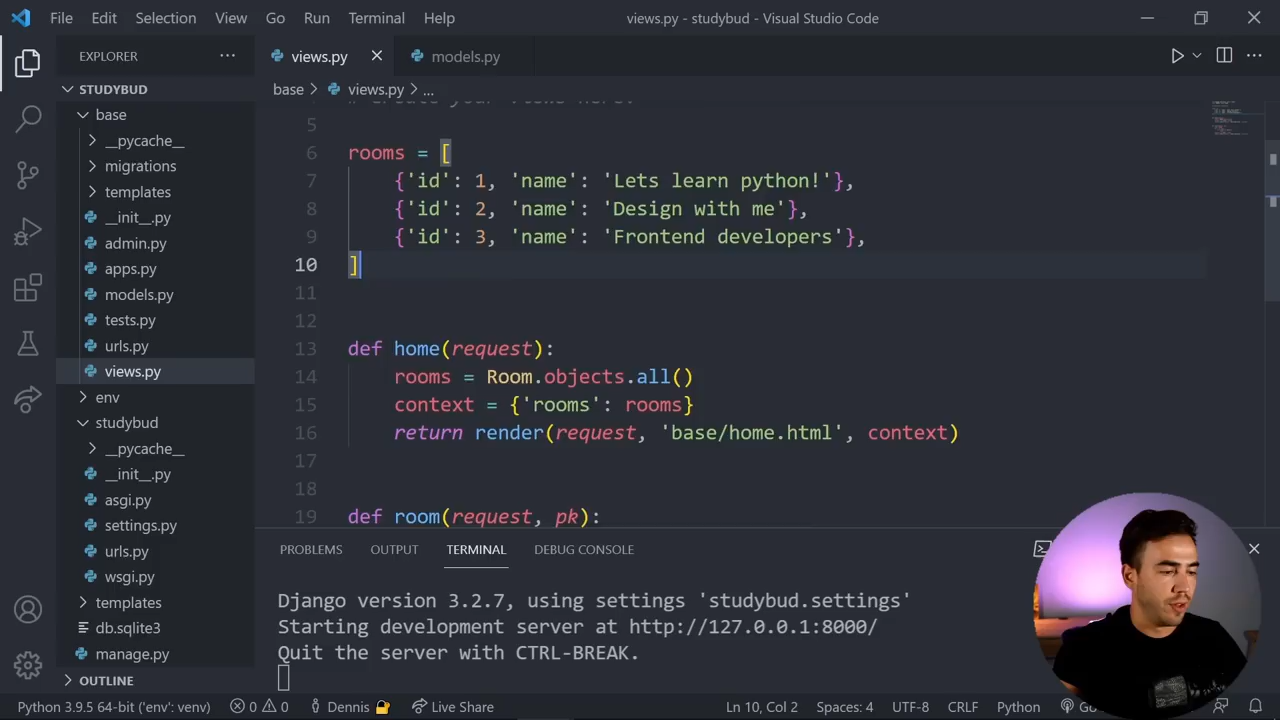 File Edit Selection View Go Run Terminal Help
views.py - studybud - Visual Studio Code
EXPLORER
STUDYBUD
base
__pycache__
migrations
templates
__init__.py
admin.py
apps.py
models.py
tests.py
urls.py
views.py
env
studybud
__pycache__
__init__.py
asgi.py
settings.py
urls.py
wsgi.py
templates
db.sqlite3
manage.py
OUTLINE
views.py
models.py
base > views.py > ...
# Create your views here.
5
6 rooms = [
7 {'id': 1, 'name': 'Lets learn python!'},
8 {'id': 2, 'name': 'Design with me'},
9 {'id': 3, 'name': 'Frontend developers'},
10 ]
11
12
13 def home(request):
14 rooms = Room.objects.all()
15 context = {'rooms': rooms}
16 return render(request, 'base/home.html', context)
17
18
19 def room(request, pk):
PROBLEMS OUTPUT TERMINAL DEBUG CONSOLE
Django version 3.2.7, using settings 'studybud.settings'
Starting development server at http://127.0.0.1:8000/
Quit the server with CTRL-BREAK.
Python 3.9.5 64-bit ('env': venv) 0 0 Dennis Live Share Ln 10, Col 2 Spaces: 4 UTF-8 CRLF Python